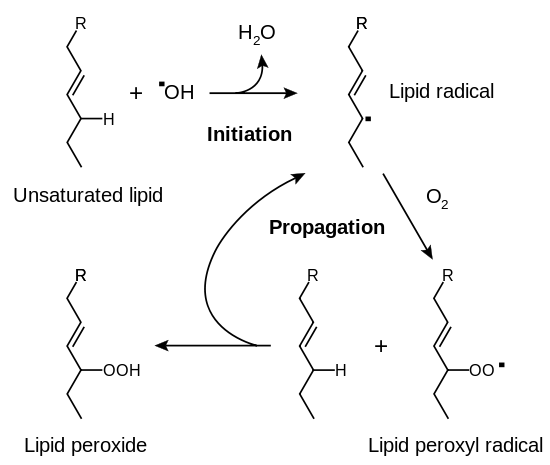 R
H₂O
R
H
+
·OH
Lipid radical
Initiation
Unsaturated lipid
O₂
Propagation
R
R
R
OOH
H
+
OO·
Lipid peroxide
Lipid peroxyl radical